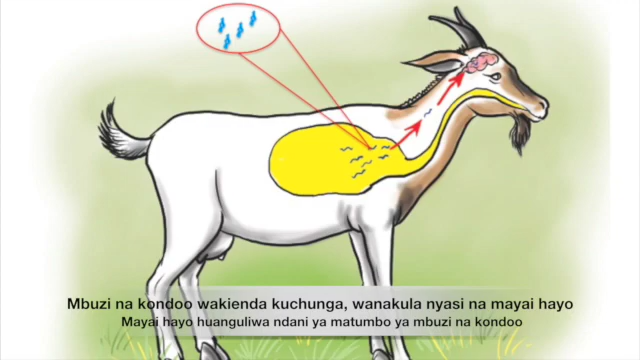 Mbuzi na kondoo wakienda kuchunga, wanakula nyasi na mayai hayo
Mayai hayo huanguliwa ndani ya matumbo ya mbuzi na kondoo